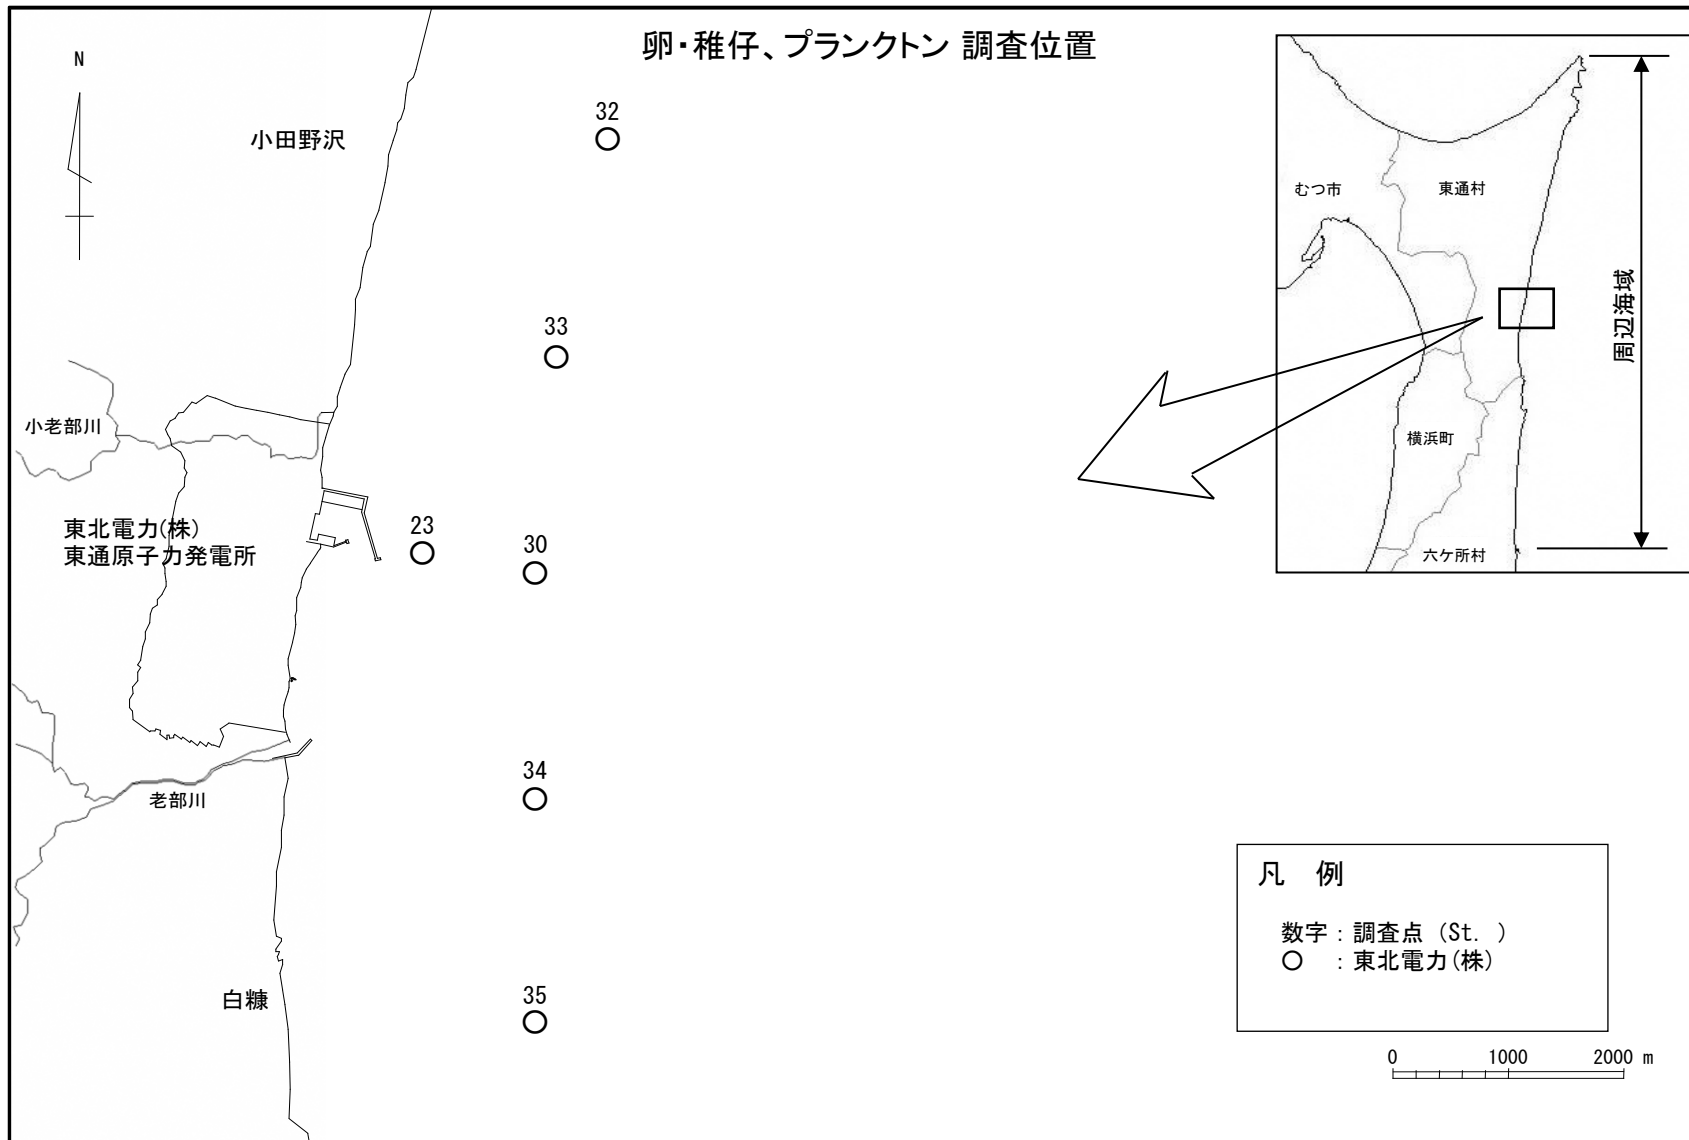 卵・稚仔、プランクトン 調査位置
N
小田野沢
32
33
小老部川
東北電力(株)
東通原子力発電所
23
30
老部川
34
白糠
35
むつ市
東通村
周辺海域
横浜町
六ケ所村
凡 例
数字 : 調査点 (St. )
○ : 東北電力(株)
0 1000 2000 m